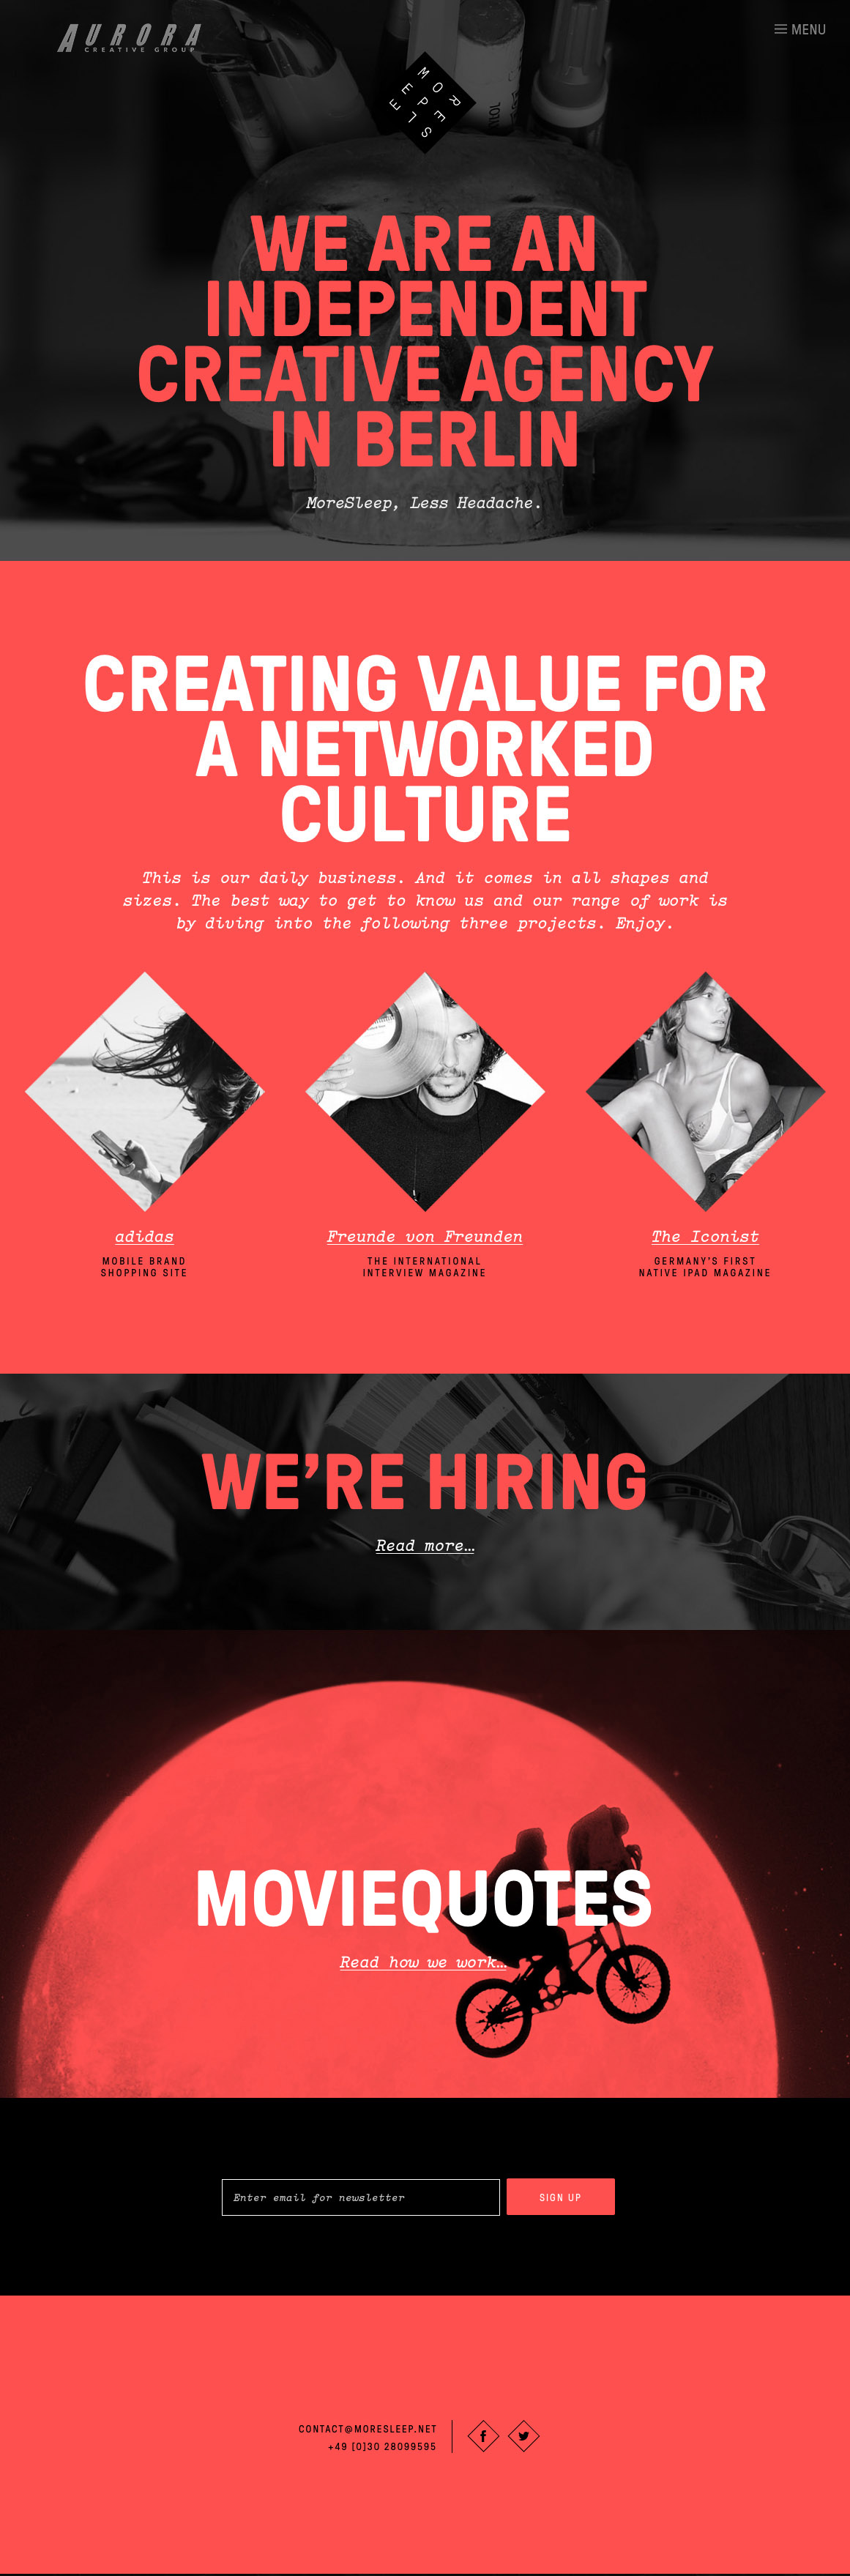 AURORA
CREATIVE GROUP
MENU
MORE
SLEEP
WE ARE AN
INDEPENDENT
CREATIVE AGENCY
IN BERLIN
MoreSleep, Less Headache.
CREATING VALUE FOR
A NETWORKED
CULTURE
This is our daily business. And it comes in all shapes and
sizes. The best way to get to know us and our range of work is
by diving into the following three projects. Enjoy.
adidas
MOBILE BRAND
SHOPPING SITE
Freunde von Freunden
THE INTERNATIONAL
INTERVIEW MAGAZINE
The Iconist
GERMANY'S FIRST
NATIVE IPAD MAGAZINE
WE’RE HIRING
Read more…
MOVIEQUOTES
Read how we work…
Enter email for newsletter
SIGN UP
CONTACT@MORESLEEP.NET
+49 [0]30 28099595